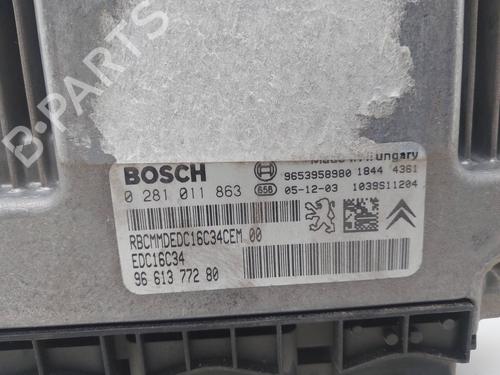 B-PARTS
Made in Hungary
BOSCH
9653958980 1844 4361
0 281 011 863 65B 05-12-03 1039S11204
RBCMMDEDC16C34CEM 00
EDC16C34
96 613 772 80